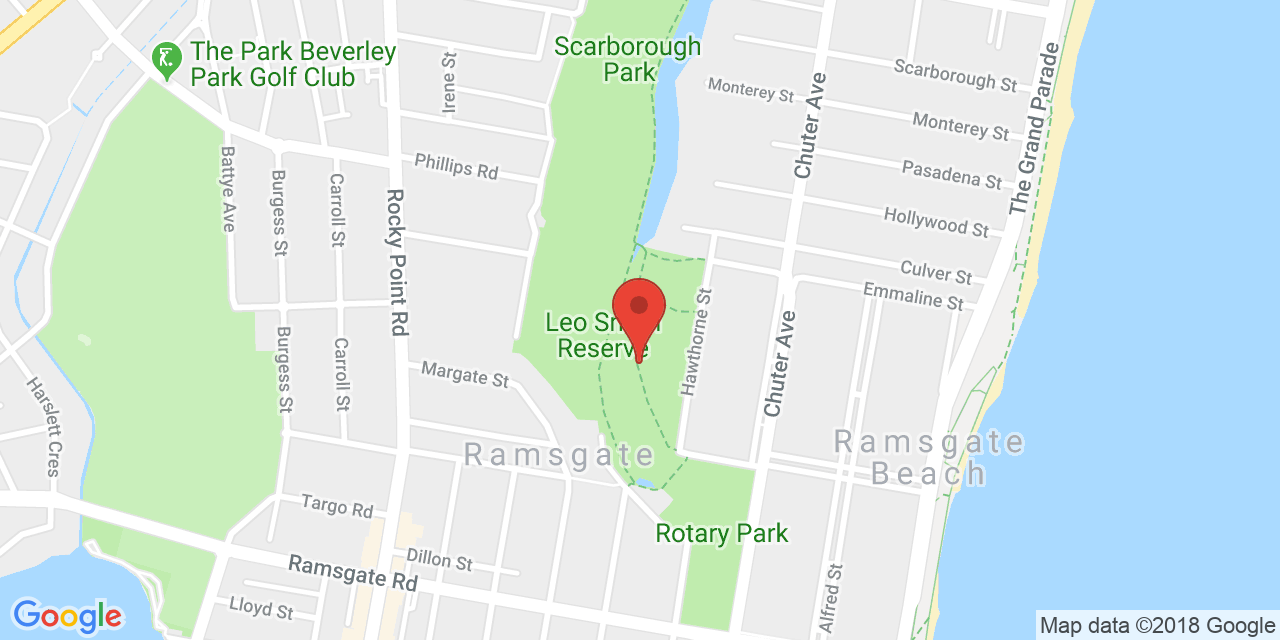 The Park Beverley
Park Golf Club
Scarborough
Park
Irene St
Scarborough St
Monterey St
Monterey St
Chuter Ave
The Grand Parade
Pasadena St
Phillips Rd
Battye Ave
Burgess St
Carroll St
Rocky Point Rd
Hollywood St
Culver St
Emmaline St
Leo
Reserve
Hawthorne St
Burgess St
Carroll St
Margate St
Chuter Ave
Harslett Cres
Ramsgate
Ramsgate
Beach
Targo Rd
Rotary Park
Dillon St
Ramsgate Rd
Alfred St
Lloyd St
Google
Map data ©2018 Google